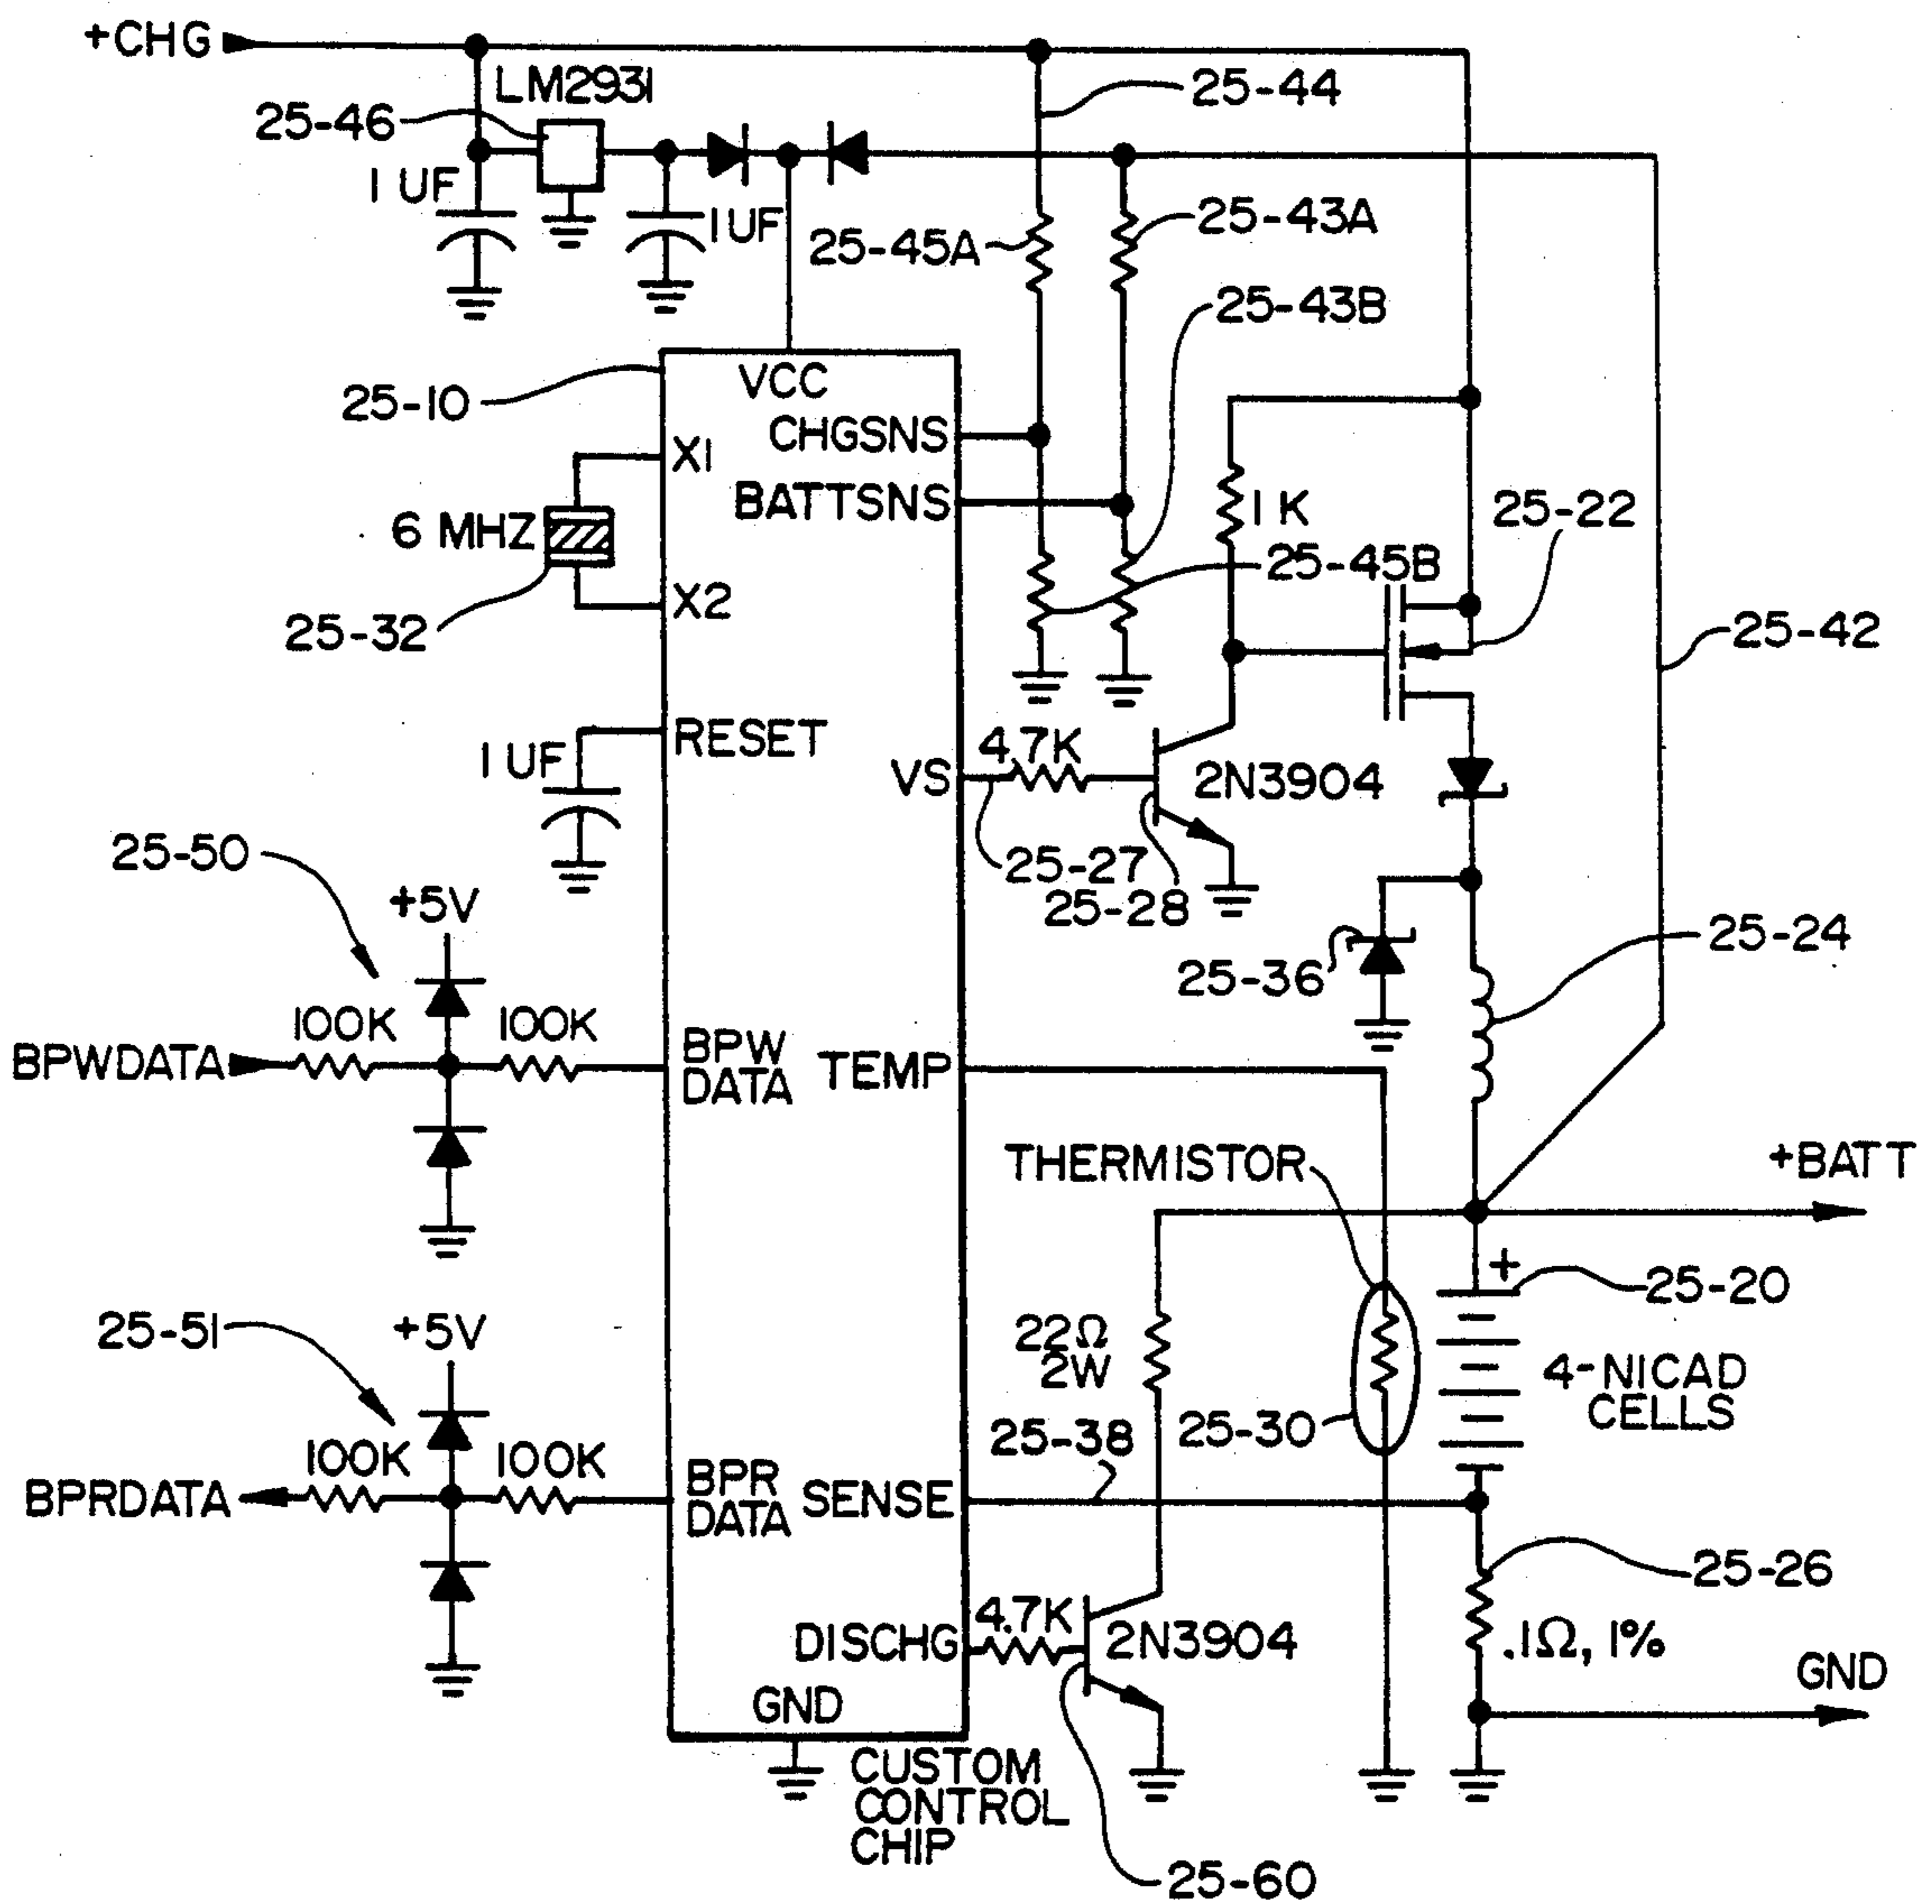 +CHG
LM2931
25-44
25-46
1 UF
1 UF
25-45A
25-43A
25-43B
25-10
VCC
CHGSNS
X1
BATTSNS
6 MHZ
1 K
25-22
25-45B
X2
25-32
25-42
RESET
1 UF
VS
4.7K
2N3904
25-27
25-28
25-50
+5V
25-24
25-36
100K
100K
BPWDATA
BPW
DATA
TEMP
THERMISTOR
+BATT
+
25-20
25-51
+5V
22Ω
2W
4-NICAD
CELLS
25-30
25-38
100K
100K
BPRDATA
BPR
DATA
SENSE
25-26
4.7K
DISCHG
2N3904
.1Ω, 1%
GND
GND
CUSTOM
CONTROL
CHIP
25-60